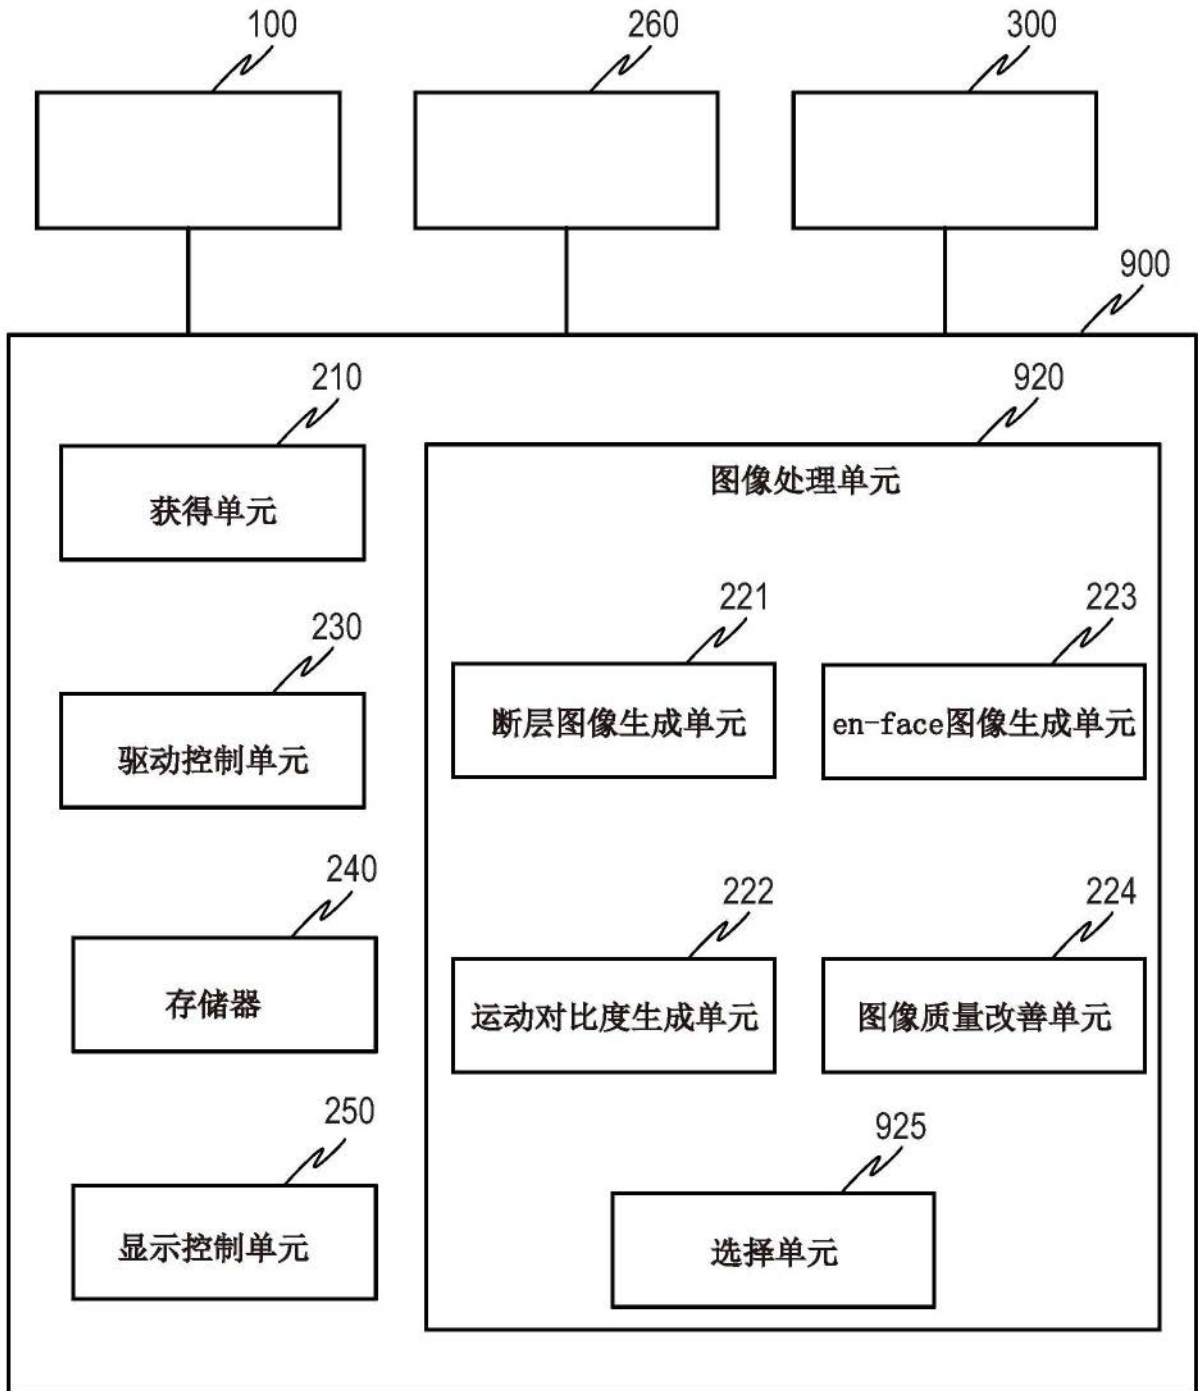 100
260
300
900
210
920
获得单元
图像处理单元
230
221
223
驱动控制单元
断层图像生成单元
en-face图像生成单元
240
222
224
存储器
运动对比度生成单元
图像质量改善单元
250
925
显示控制单元
选择单元